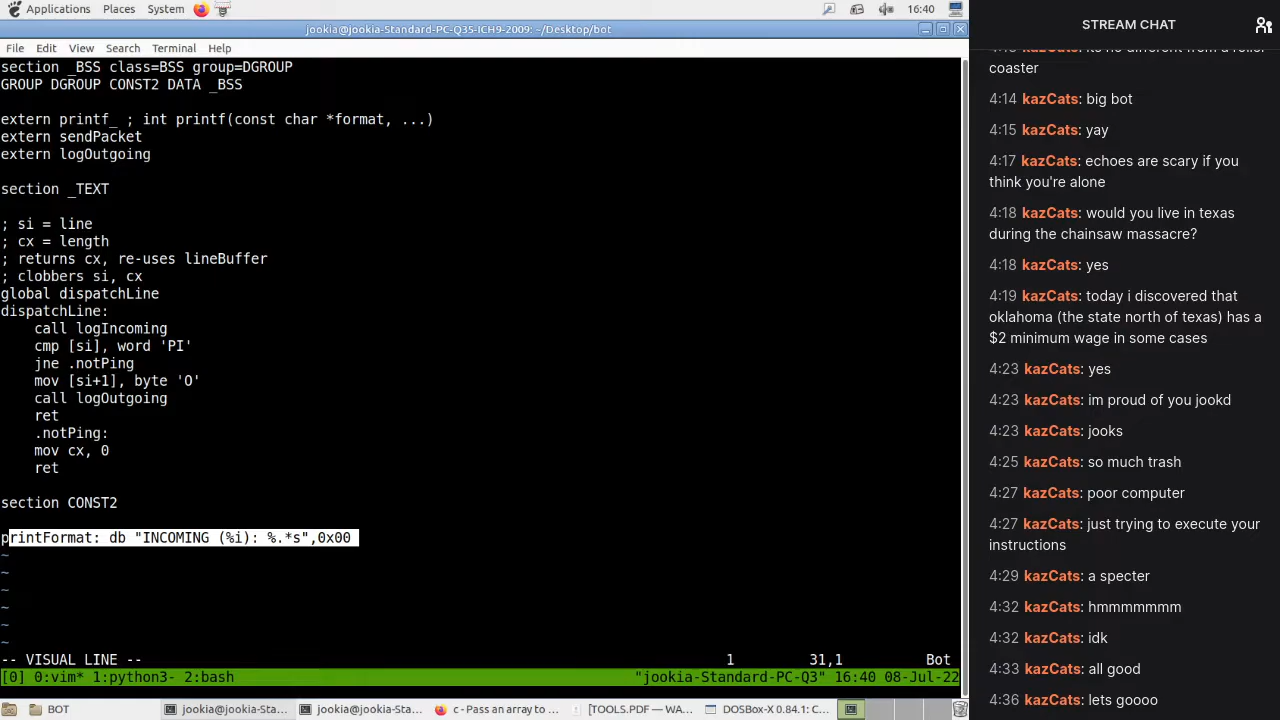 Applications Places System 16:40
jookia@jookia-Standard-PC-Q35-ICH9-2009: ~/Desktop/bot
File Edit View Search Terminal Help
section _BSS class=BSS group=DGROUP
GROUP DGROUP CONST2 DATA _BSS
extern printf_ ; int printf(const char *format, ...)
extern sendPacket
extern logOutgoing
section _TEXT
; si = line
; cx = length
; returns cx, re-uses lineBuffer
; clobbers si, cx
global dispatchLine
dispatchLine:
call logIncoming
cmp [si], word 'PI'
jne .notPing
mov [si+1], byte 'O'
call logOutgoing
ret
.notPing:
mov cx, 0
ret
section CONST2
printFormat: db "INCOMING (%i): %.*s",0x00
~
~
~
~
~
~
-- VISUAL LINE -- 1 31,1 Bot
[0] 0:vim* 1:python3- 2:bash "jookia-Standard-PC-Q3" 16:40 08-Jul-22
BOT jookia@jookia-Sta... jookia@jookia-Sta... c - Pass an array to ... [TOOLS.PDF — WA... DOSBox-X 0.84.1: C...
STREAM CHAT
coaster
4:14 kazCats: big bot
4:15 kazCats: yay
4:17 kazCats: echoes are scary if you
think you're alone
4:18 kazCats: would you live in texas
during the chainsaw massacre?
4:18 kazCats: yes
4:19 kazCats: today i discovered that
oklahoma (the state north of texas) has a
$2 minimum wage in some cases
4:23 kazCats: yes
4:23 kazCats: im proud of you jookd
4:23 kazCats: jooks
4:25 kazCats: so much trash
4:27 kazCats: poor computer
4:27 kazCats: just trying to execute your
instructions
4:29 kazCats: a specter
4:32 kazCats: hmmmmmmm
4:32 kazCats: idk
4:33 kazCats: all good
4:36 kazCats: lets goooo